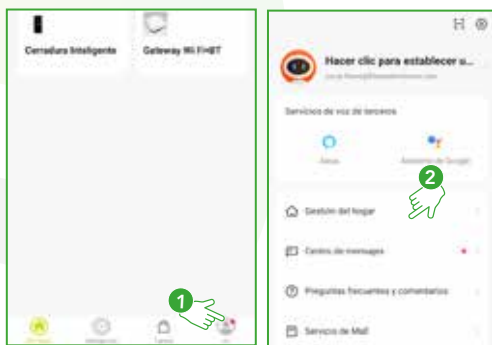 Cerradura Inteligente
Gateway Wi Fi+BT
1
Hacer clic para establecer u...
Servicios de voz de terceros
Alexa
Asistente de Google
2
Gestión del hogar
Centro de mensajes
Preguntas frecuentes y comentarios
Servicio de Mall